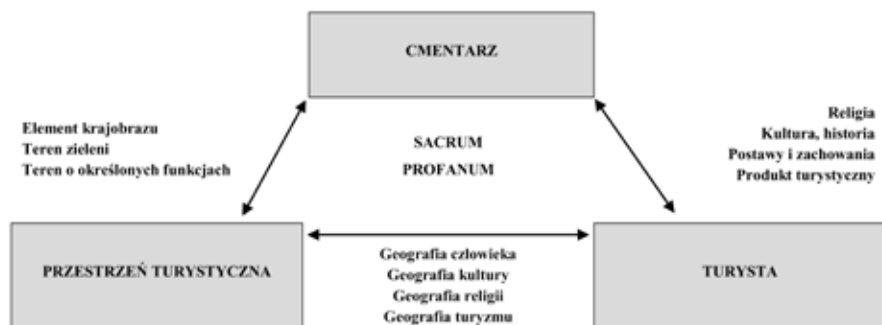 CMENTARZ
Element krajobrazu
Teren zieleni
Teren o określonych funkcjach
SACRUM
PROFANUM
Religia
Kultura, historia
Postawy i zachowania
Produkt turystyczny
PRZESTRZEŃ TURYSTYCZNA
Geografia człowieka
Geografia kultury
Geografia religii
Geografia turyzmu
TURYSTA